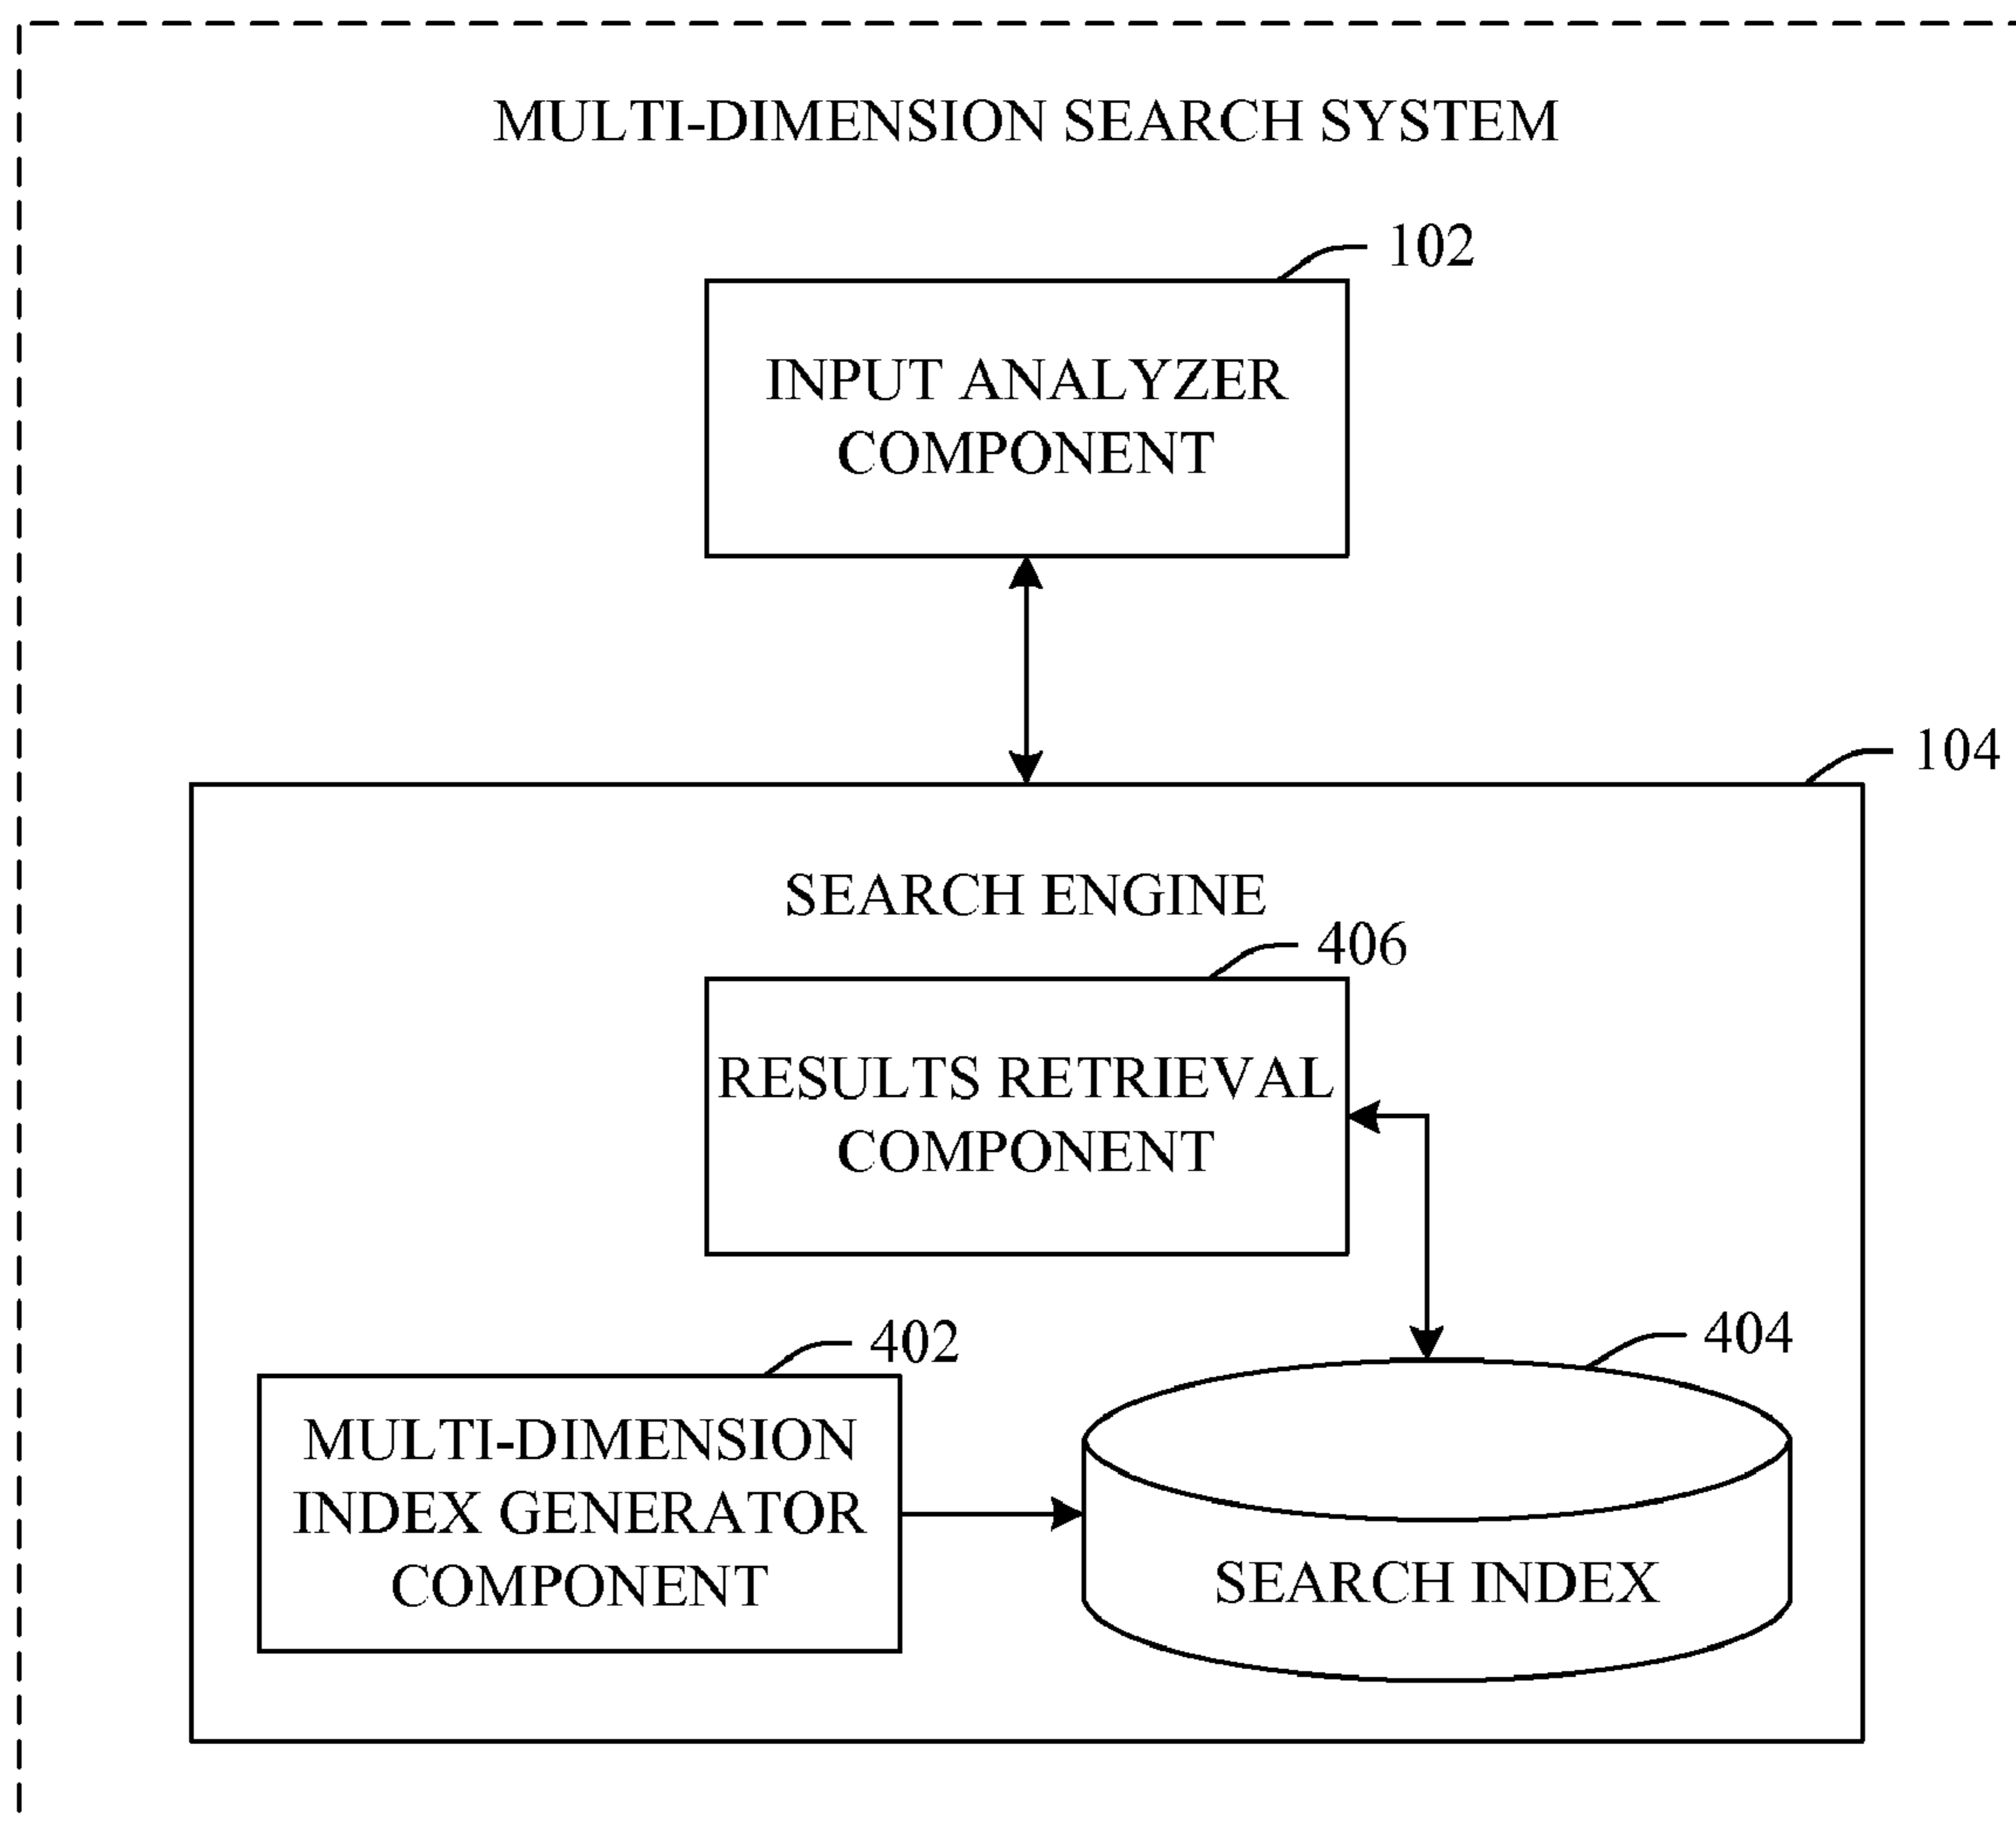 MULTI-DIMENSION SEARCH SYSTEM
102
INPUT ANALYZER
COMPONENT
104
SEARCH ENGINE
406
RESULTS RETRIEVAL
COMPONENT
402
MULTI-DIMENSION
INDEX GENERATOR
COMPONENT
404
SEARCH INDEX